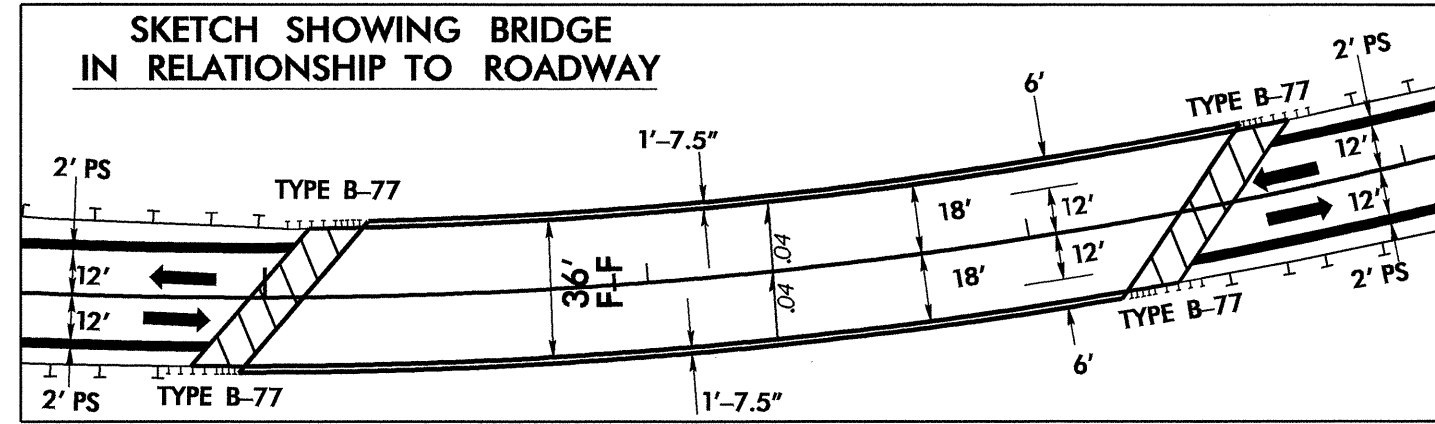 SKETCH SHOWING BRIDGE
IN RELATIONSHIP TO ROADWAY
2' PS
6'
TYPE B–77
1'–7.5"
12'
2' PS
TYPE B–77
18'
12'
12'
.04
12'
12'
36'
F–F
18'
12'
.04
2' PS
TYPE B–77
6'
2' PS
TYPE B–77
1'–7.5"